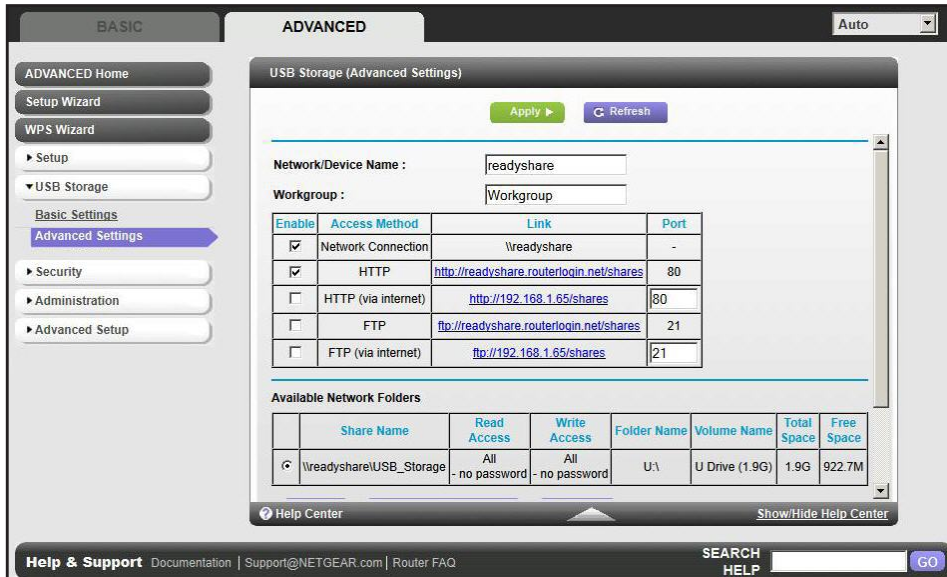 BASIC
ADVANCED
Auto
ADVANCED Home
Setup Wizard
WPS Wizard
Setup
USB Storage
Basic Settings
Advanced Settings
Security
Administration
Advanced Setup
USB Storage (Advanced Settings)
Apply
Refresh
Network/Device Name : readyshare
Workgroup : Workgroup
Enable Access Method Link Port
Network Connection \\readyshare -
HTTP http://readyshare.routerlogin.net/shares 80
HTTP (via internet) http://192.168.1.65/shares 80
FTP ftp://readyshare.routerlogin.net/shares 21
FTP (via internet) ftp://192.168.1.65/shares 21
Available Network Folders
Share Name Read Access Write Access Folder Name Volume Name Total Space Free Space
\\readyshare\USB_Storage All - no password All - no password U:\ U Drive (1.9G) 1.9G 922.7M
? Help Center
Show/Hide Help Center
Help & Support Documentation | Support@NETGEAR.com | Router FAQ
SEARCH HELP
GO